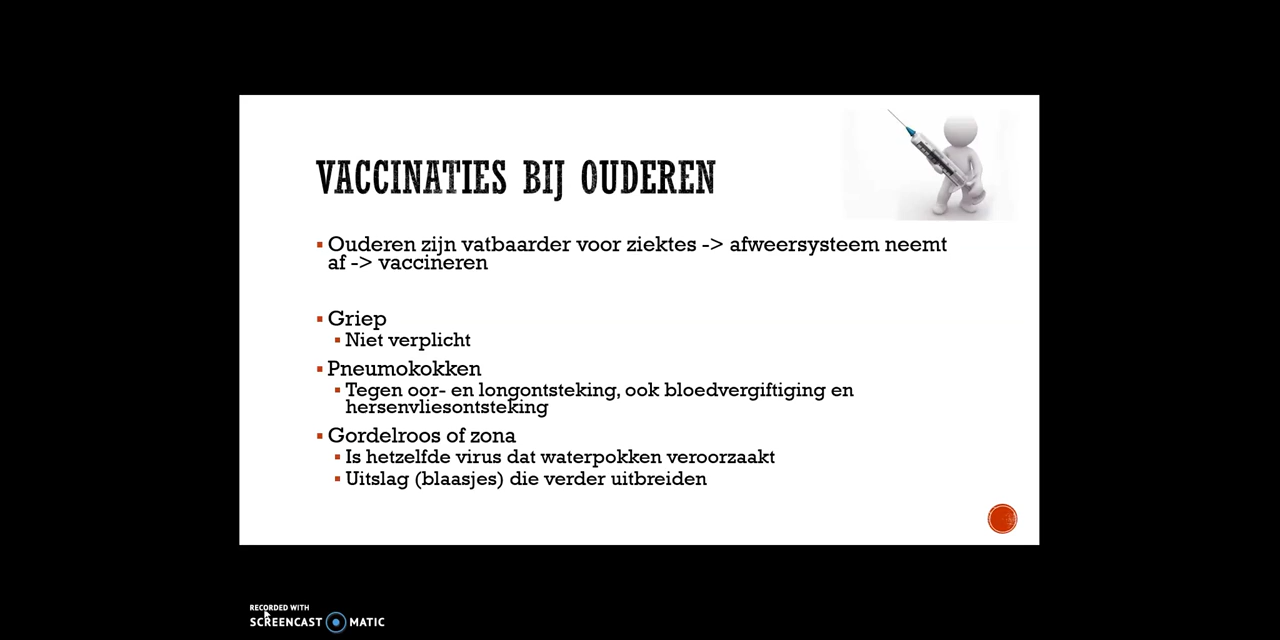 VACCINATIES BIJ OUDEREN
▪ Ouderen zijn vatbaarder voor ziektes -> afweersysteem neemt
af -> vaccineren
▪ Griep
▪ Niet verplicht
▪ Pneumokokken
▪ Tegen oor- en longontsteking, ook bloedvergiftiging en
hersenvliesontsteking
▪ Gordelroos of zona
▪ Is hetzelfde virus dat waterpokken veroorzaakt
▪ Uitslag (blaasjes) die verder uitbreiden
RECORDED WITH
SCREENCAST MATIC